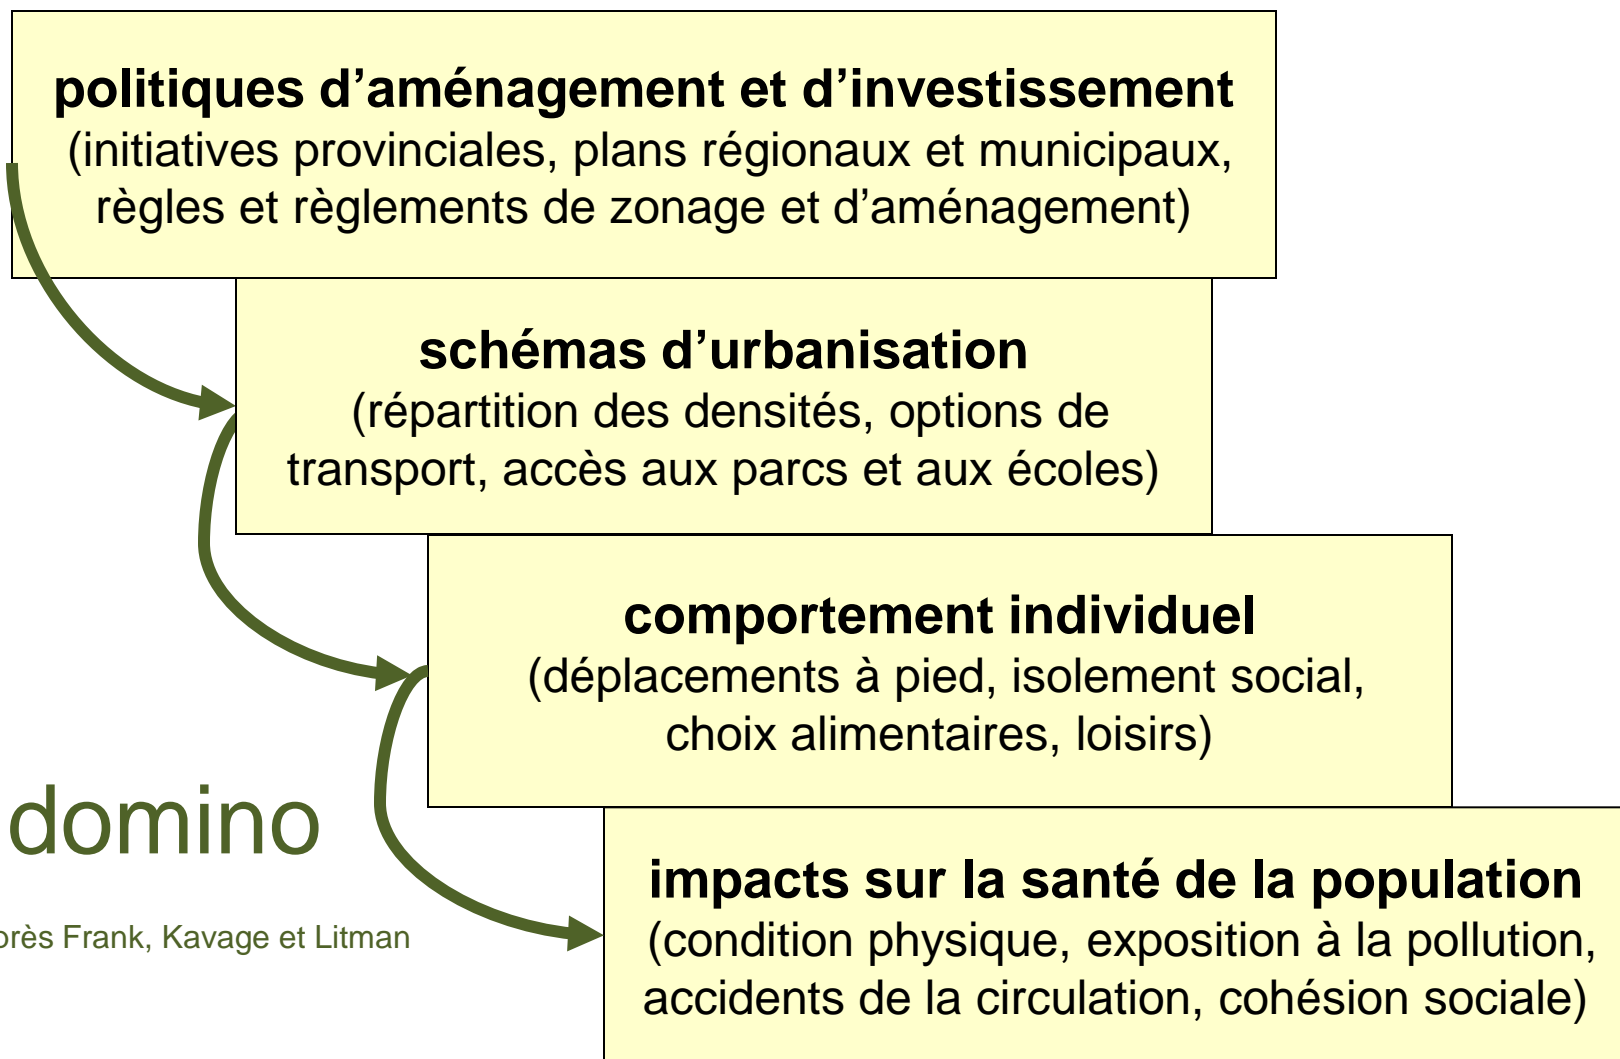 politiques d’aménagement et d’investissement
(initiatives provinciales, plans régionaux et municipaux,
règles et règlements de zonage et d’aménagement)
schémas d’urbanisation
(répartition des densités, options de
transport, accès aux parcs et aux écoles)
comportement individuel
(déplacements à pied, isolement social,
choix alimentaires, loisirs)
domino
Frank, Kavage et Litman
impacts sur la santé de la population
(condition physique, exposition à la pollution,
accidents de la circulation, cohésion sociale)